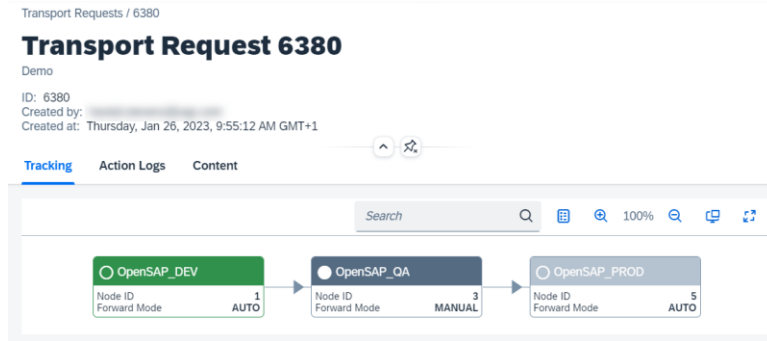 Transport Requests / 6380
Transport Request 6380
Demo
ID: 6380
Created by:
Created at: Thursday, Jan 26, 2023, 9:55:12 AM GMT+1
Tracking Action Logs Content
Search 100%
OpenSAP_DEV
Node ID 1
Forward Mode AUTO
OpenSAP_QA
Node ID 3
Forward Mode MANUAL
OpenSAP_PROD
Node ID 5
Forward Mode AUTO